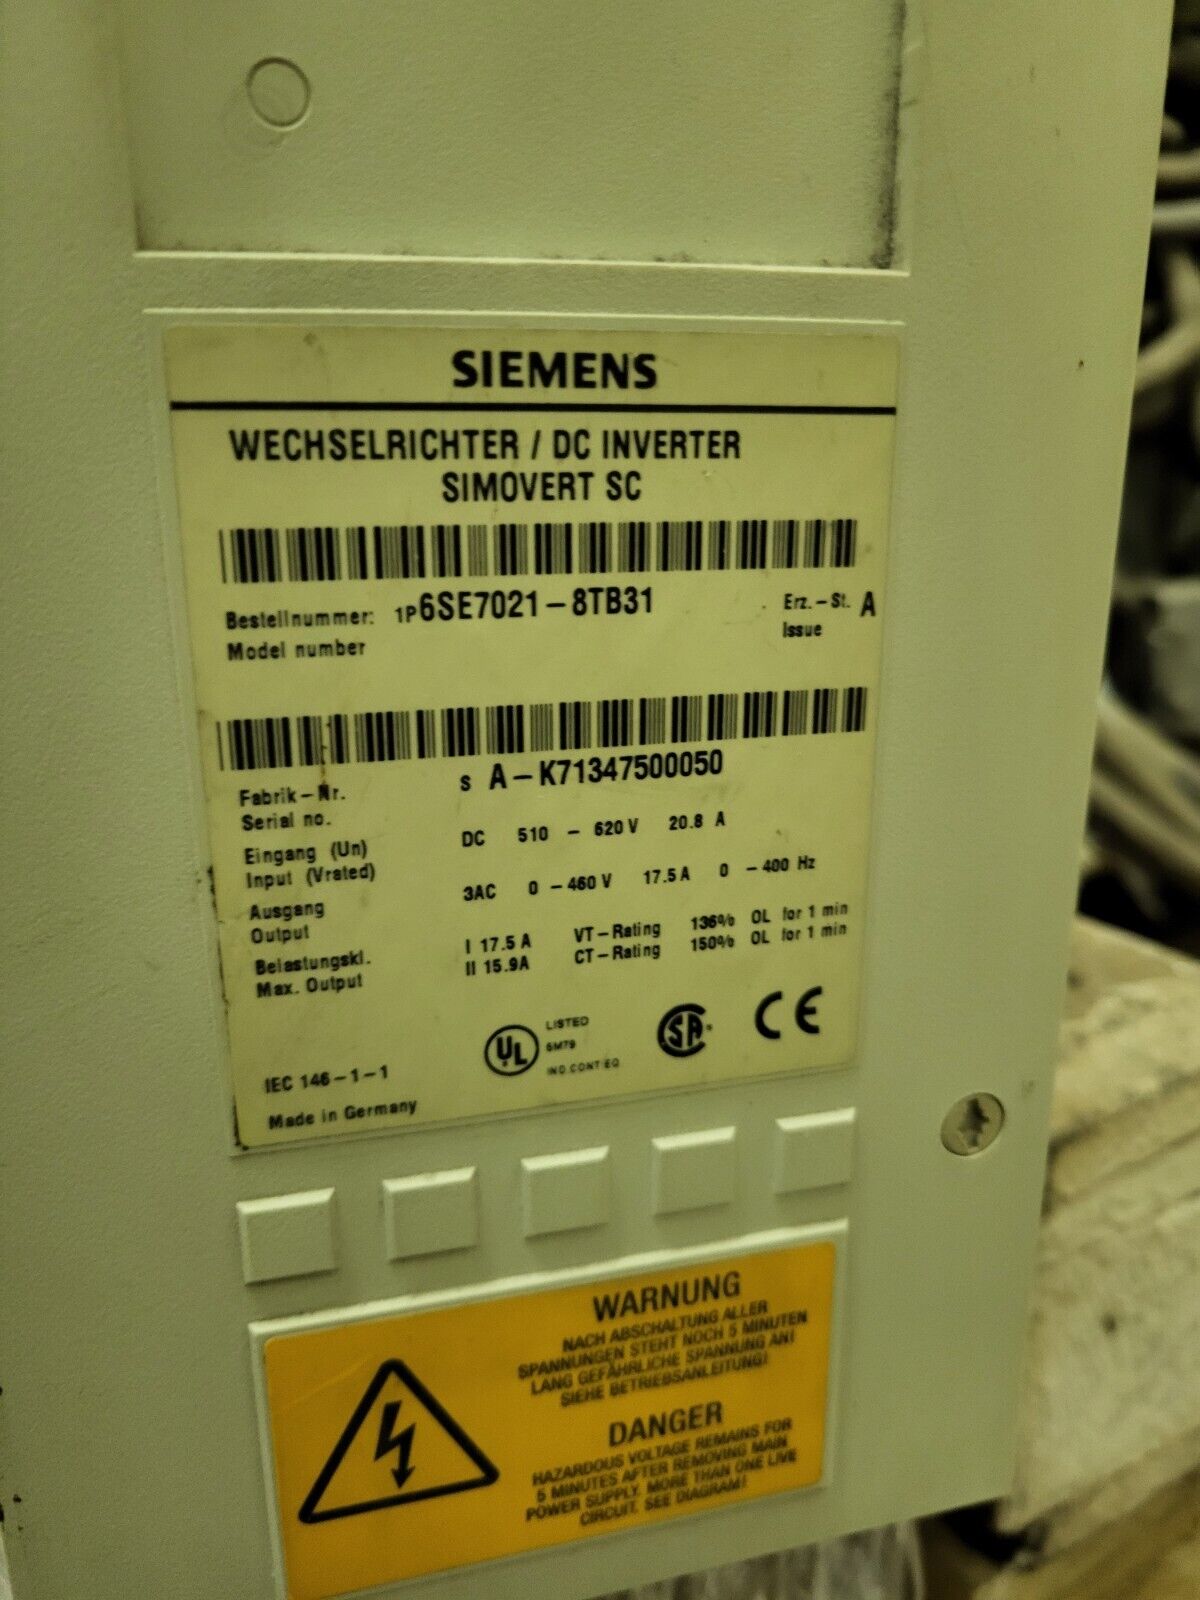 SIEMENS
WECHSELRICHTER / DC INVERTER
SIMOVERT SC
Bestellnummer: 1P6SE7021-8TB31 Erz.-St. A
Model number Issue
Fabrik-Nr. S A-K71347500050
Serial no.
Eingang (Un) DC 510 - 620 V 20.8 A
Input (Vrated)
Ausgang 3AC 0 - 460 V 17.5 A 0 - 400 Hz
Output
Belastungskl. I 17.5 A VT-Rating 136% OL for 1 min
Max. Output II 15.9A CT-Rating 150% OL for 1 min
UL LISTED
6M79
IND.CONT.EQ
SA CE
IEC 146-1-1
Made in Germany
WARNUNG
NACH ABSCHALTUNG ALLER
SPANNUNGEN STEHT NOCH 5 MINUTEN
LANG GEFÄHRLICHE SPANNUNG AN!
SIEHE BETRIEBSANLEITUNG!
DANGER
HAZARDOUS VOLTAGE REMAINS FOR
5 MINUTES AFTER REMOVING MAIN
POWER SUPPLY. MORE THAN ONE LIVE
CIRCUIT. SEE DIAGRAM!